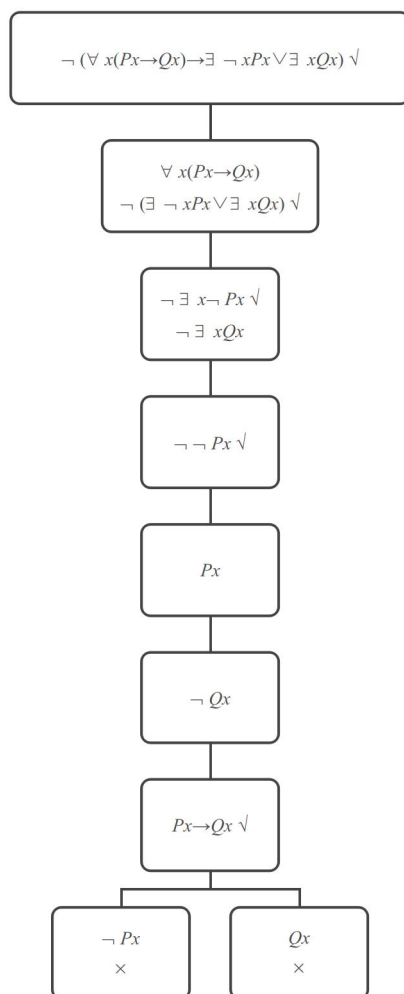 ¬ (∀ x(Px→Qx)→∃ ¬ xPx∨∃ xQx) √
∀ x(Px→Qx)
¬ (∃ ¬ xPx∨∃ xQx) √
¬ ∃ x¬ Px √
¬ ∃ xQx
¬ ¬ Px √
Px
¬ Qx
Px→Qx √
¬ Px
×
Qx
×